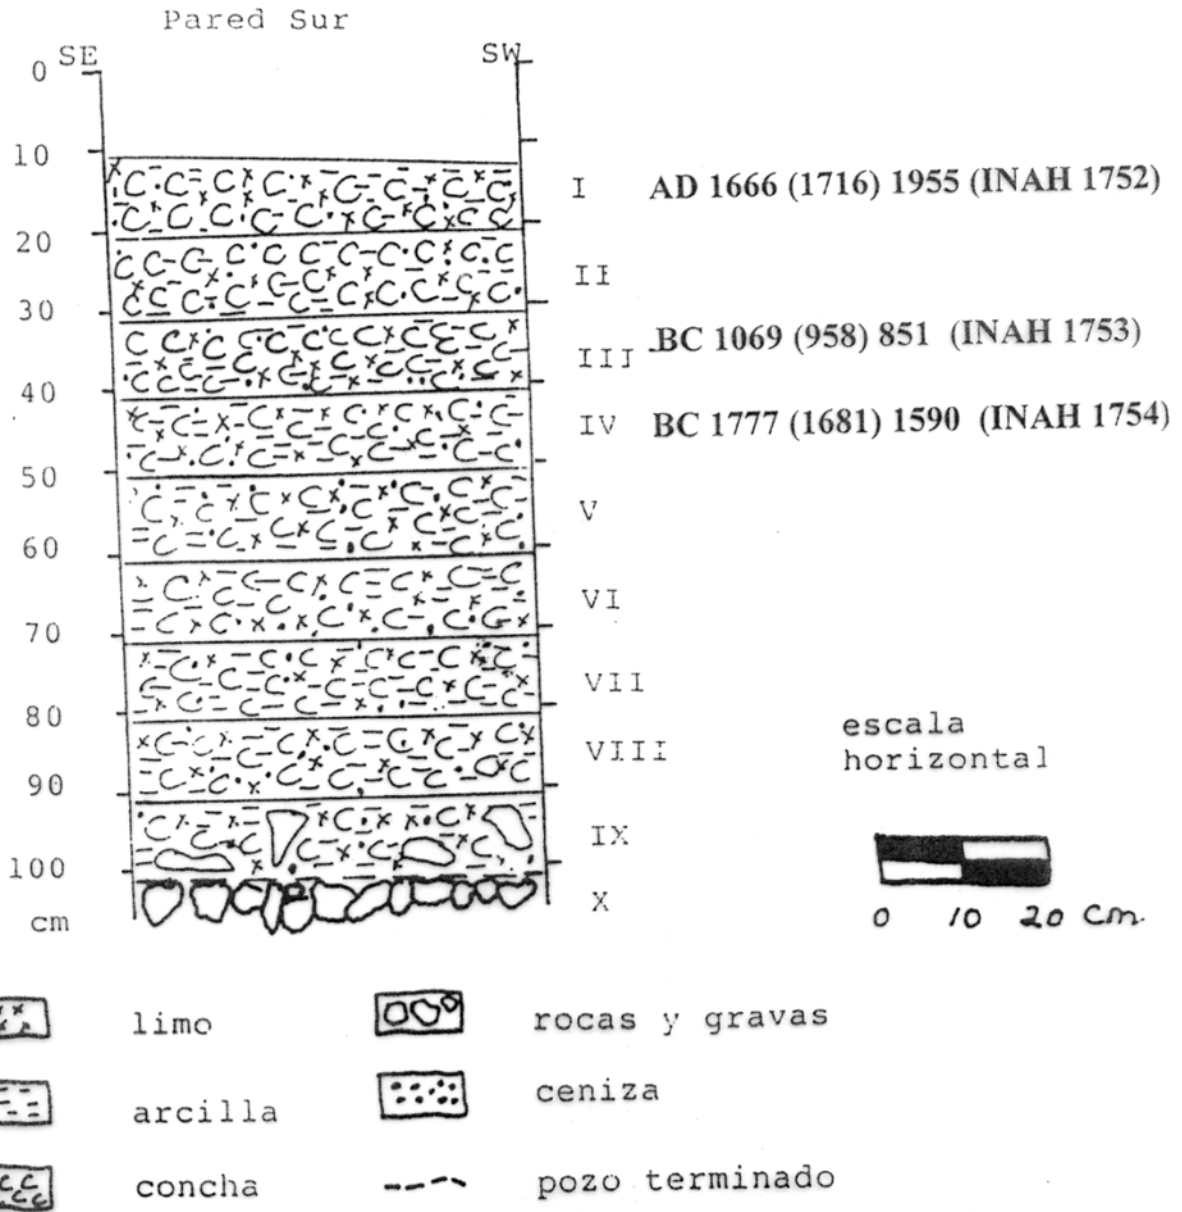 Pared Sur
SE
SW
0
10
I AD 1666 (1716) 1955 (INAH 1752)
20
II
30
III BC 1069 (958) 851 (INAH 1753)
40
IV BC 1777 (1681) 1590 (INAH 1754)
50
V
60
VI
70
VII
80
VIII
90
IX
100
X
cm
escala
horizontal
0 10 20 cm.
limo
rocas y gravas
arcilla
ceniza
concha
pozo terminado